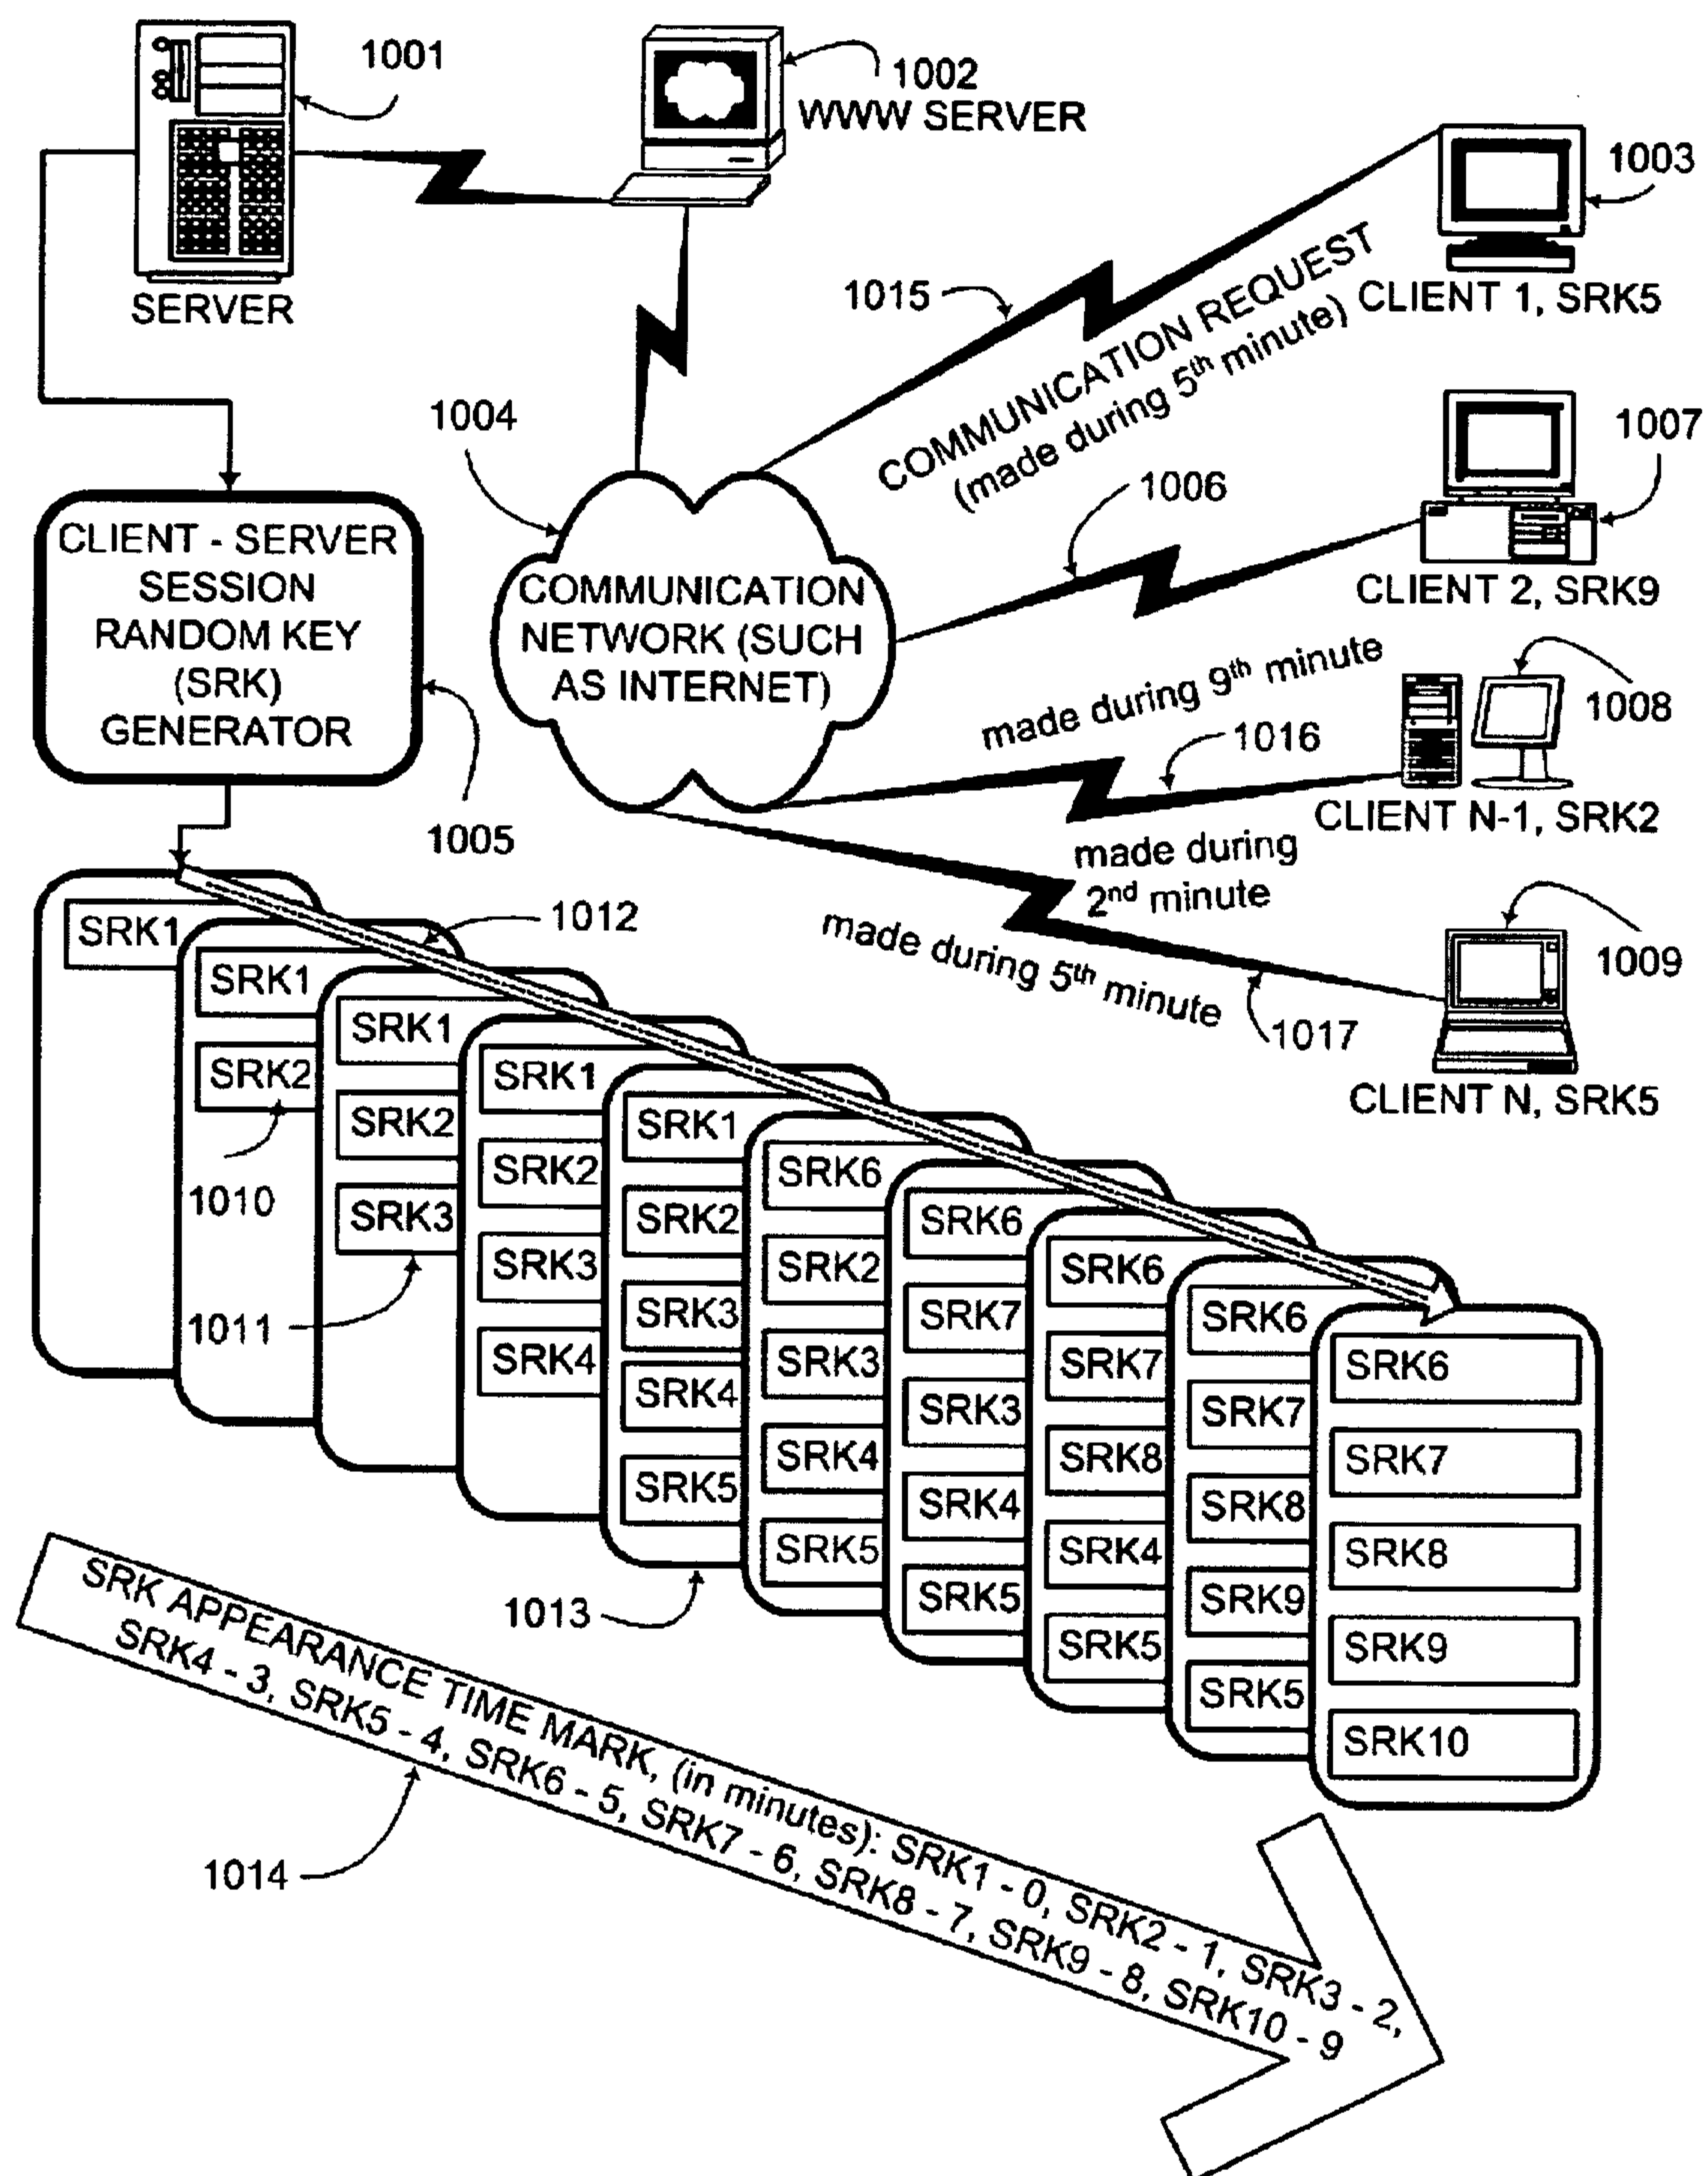 1001
SERVER
1002
WWW SERVER
1003
CLIENT 1, SRK5
1015
COMMUNICATION REQUEST
(made during 5th minute)
1004
COMMUNICATION
NETWORK (SUCH
AS INTERNET)
1006
1007
CLIENT 2, SRK9
made during 9th minute
1016
1008
CLIENT N-1, SRK2
made during
2nd minute
made during 5th minute
1017
1009
CLIENT N, SRK5
CLIENT - SERVER
SESSION
RANDOM KEY
(SRK)
GENERATOR
1005
1012
SRK1
SRK1
SRK2
1010
SRK1
SRK2
SRK3
1011
SRK1
SRK2
SRK3
SRK4
SRK1
SRK2
SRK3
SRK4
SRK5
1013
SRK6
SRK2
SRK3
SRK4
SRK5
SRK6
SRK7
SRK3
SRK4
SRK5
SRK6
SRK7
SRK8
SRK4
SRK5
SRK6
SRK7
SRK8
SRK9
SRK5
SRK6
SRK7
SRK8
SRK9
SRK10
SRK APPEARANCE TIME MARK, (in minutes): SRK1 - 0, SRK2 - 1, SRK3 - 2,
SRK4 - 3, SRK5 - 4, SRK6 - 5, SRK7 - 6, SRK8 - 7, SRK9 - 8, SRK10 - 9
1014